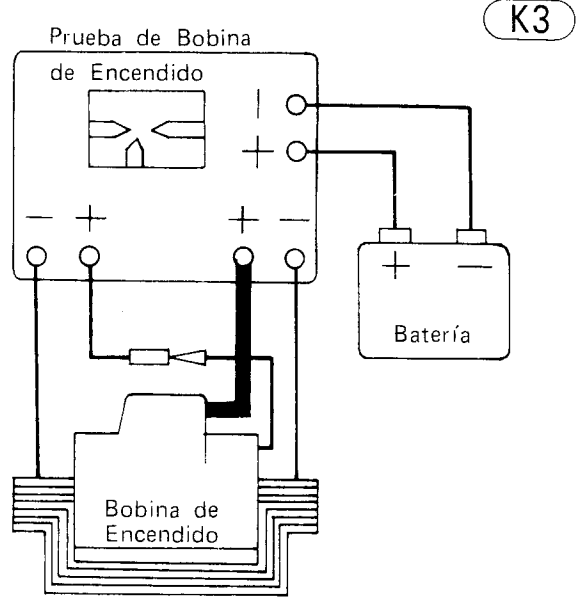 K3
Prueba de Bobina
de Encendido
−
+
− + + −
+ −
Batería
Bobina de
Encendido